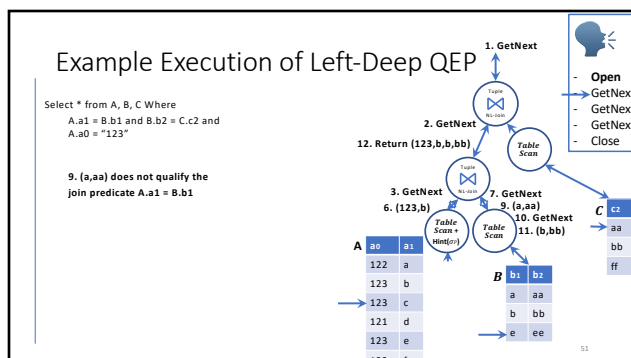 Example Execution of Left-Deep QEP
Select * from A, B, C Where
A.a1 = B.b1 and B.b2 = C.c2 and
A.a0 = "123"
9. (a,aa) does not qualify the
join predicate A.a1 = B.b1
1. GetNext
Tuple
NL-Join
2. GetNext
12. Return (123,b,b,bb)
Table
Scan
Tuple
NL-Join
3. GetNext
6. (123,b)
7. GetNext
9. (a,aa)
10. GetNext
11. (b,bb)
Table
Scan +
Table
Scan
- Open
- GetNex
- GetNex
- GetNex
- Close
A
a0 a1
122 a
123 b
123 c
121 d
123 e
B
b1 b2
a aa
b bb
e ee
C
c2
aa
bb
ff
51